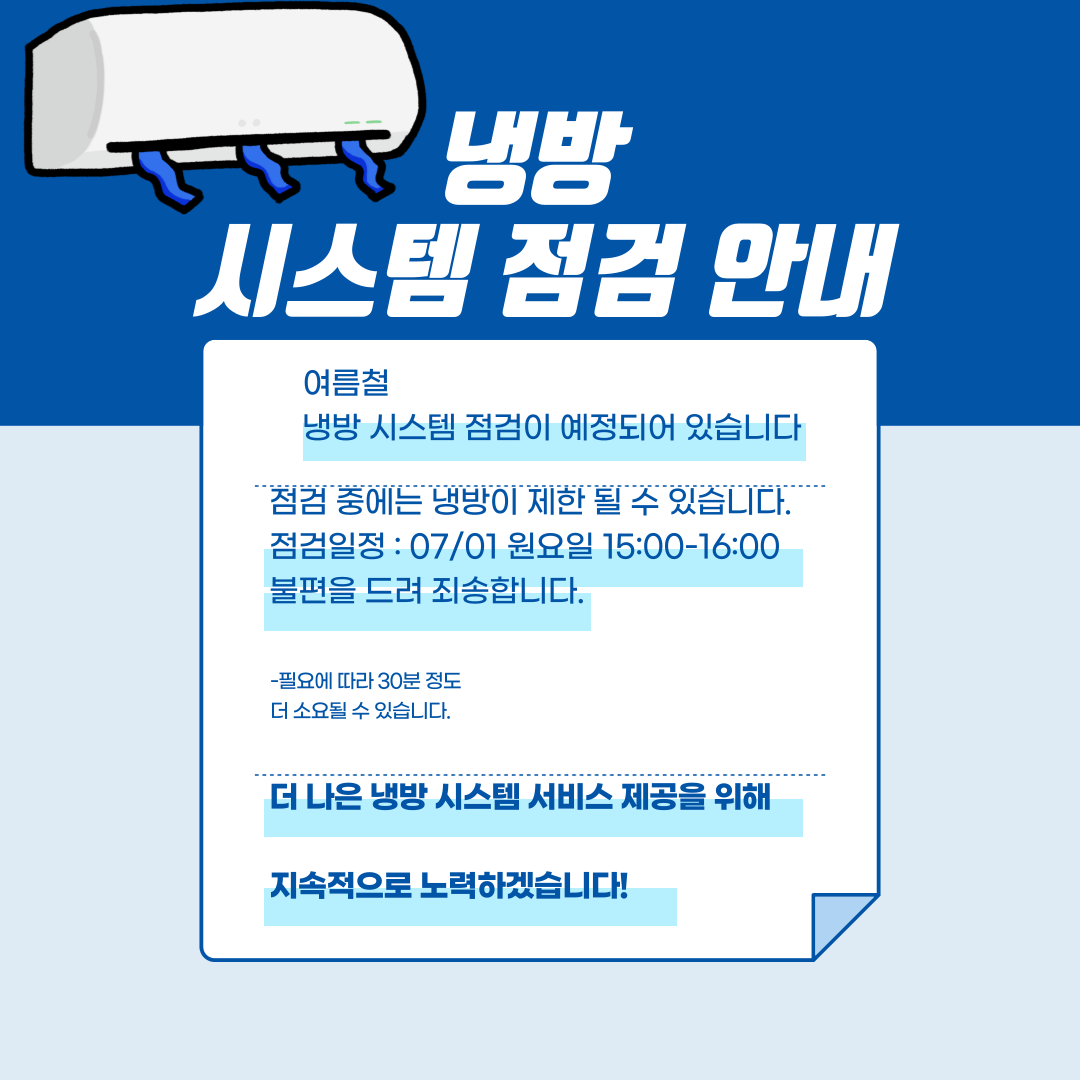 냉방
시스템 점검 안내
여름철
냉방 시스템 점검이 예정되어 있습니다
점검 중에는 냉방이 제한 될 수 있습니다.
점검일정 : 07/01 원요일 15:00-16:00
불편을 드려 죄송합니다.
-필요에 따라 30분 정도
더 소요될 수 있습니다.
더 나은 냉방 시스템 서비스 제공을 위해
지속적으로 노력하겠습니다!